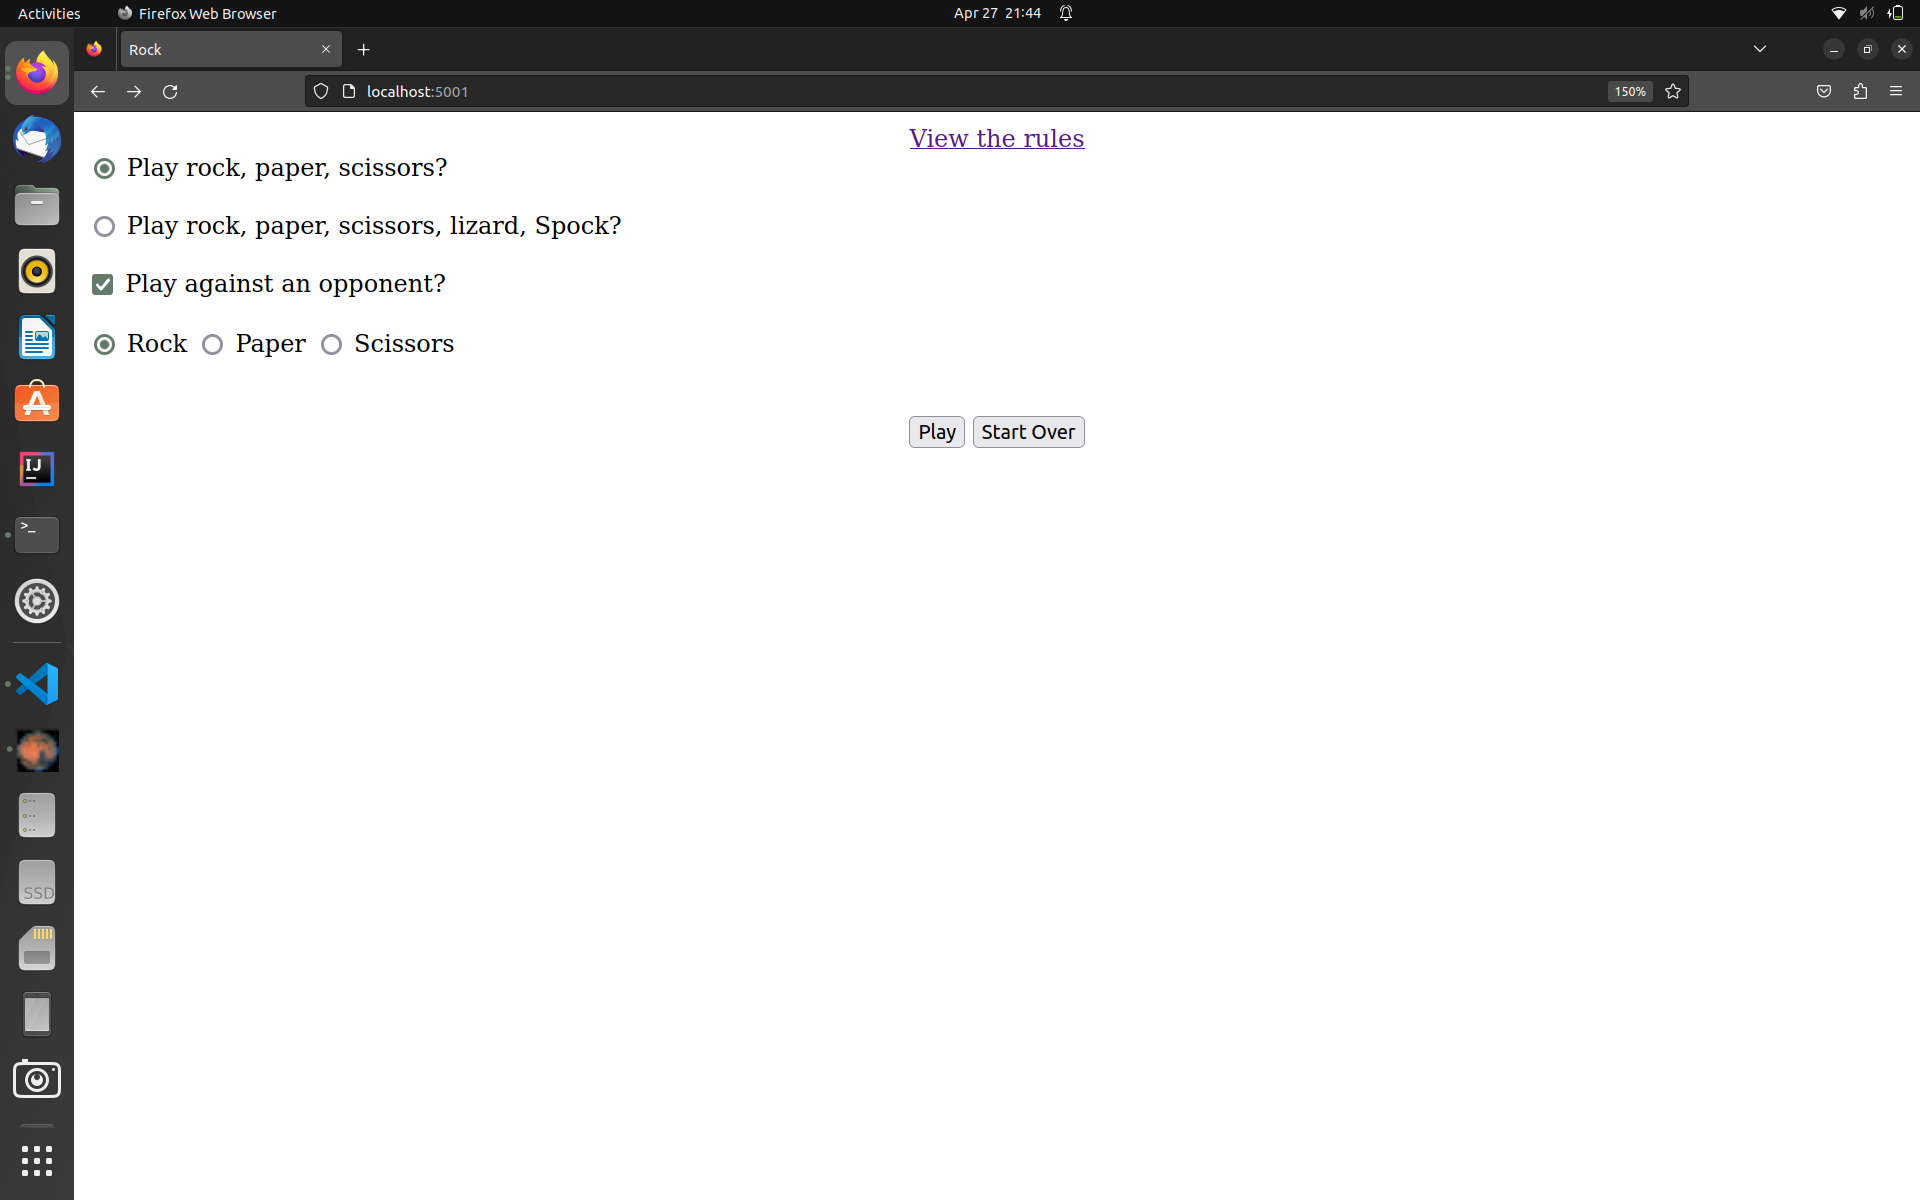 Activities Firefox Web Browser Apr 27 21:44
Rock
localhost:5001 150%
View the rules
Play rock, paper, scissors?
Play rock, paper, scissors, lizard, Spock?
Play against an opponent?
Rock Paper Scissors
Play Start Over
IJ
>_
SSD